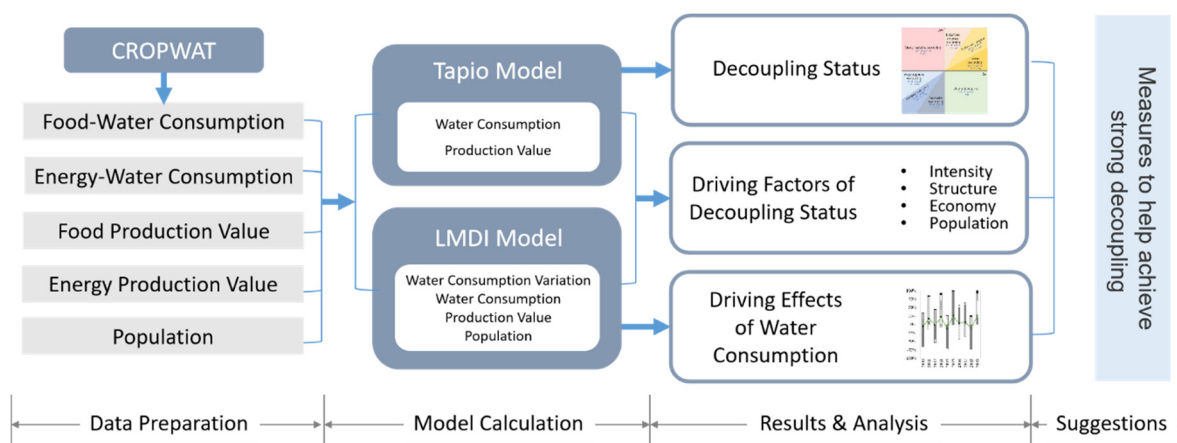 CROPWAT
Food-Water Consumption
Energy-Water Consumption
Food Production Value
Energy Production Value
Population
Tapio Model
Water Consumption
Production Value
LMDI Model
Water Consumption Variation
Water Consumption
Production Value
Population
Decoupling Status
Driving Factors of
Decoupling Status
• Intensity
• Structure
• Economy
• Population
Driving Effects
of Water
Consumption
Measures to help achieve
strong decoupling
Data Preparation
Model Calculation
Results & Analysis
Suggestions